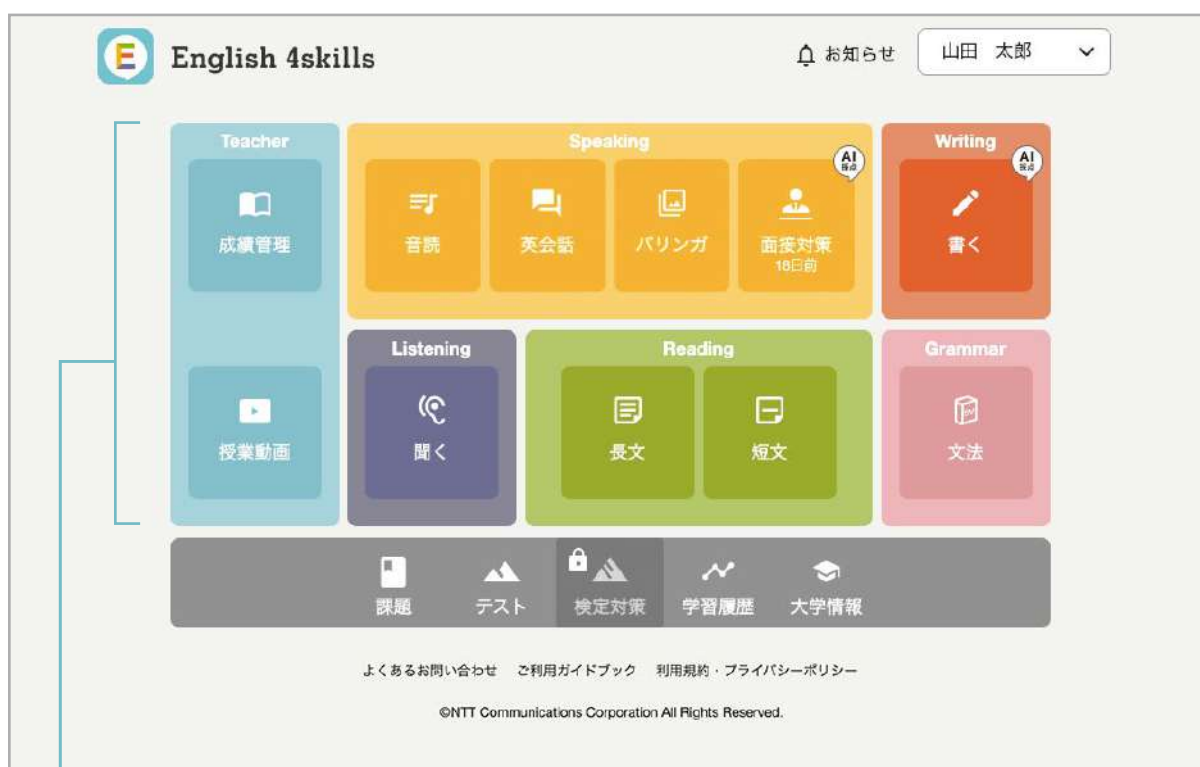 English 4skills
お知らせ
山田 太郎
Teacher
成績管理
授業動画
Speaking
音読
英会話
バリンガ
面接対策
18日前
AI
採点
Writing
AI
採点
書く
Listening
聞く
Reading
長文
短文
Grammar
文法
課題
テスト
検定対策
学習履歴
大学情報
よくあるお問い合わせ ご利用ガイドブック 利用規約・プライバシーポリシー
©NTT Communications Corporation All Rights Reserved.